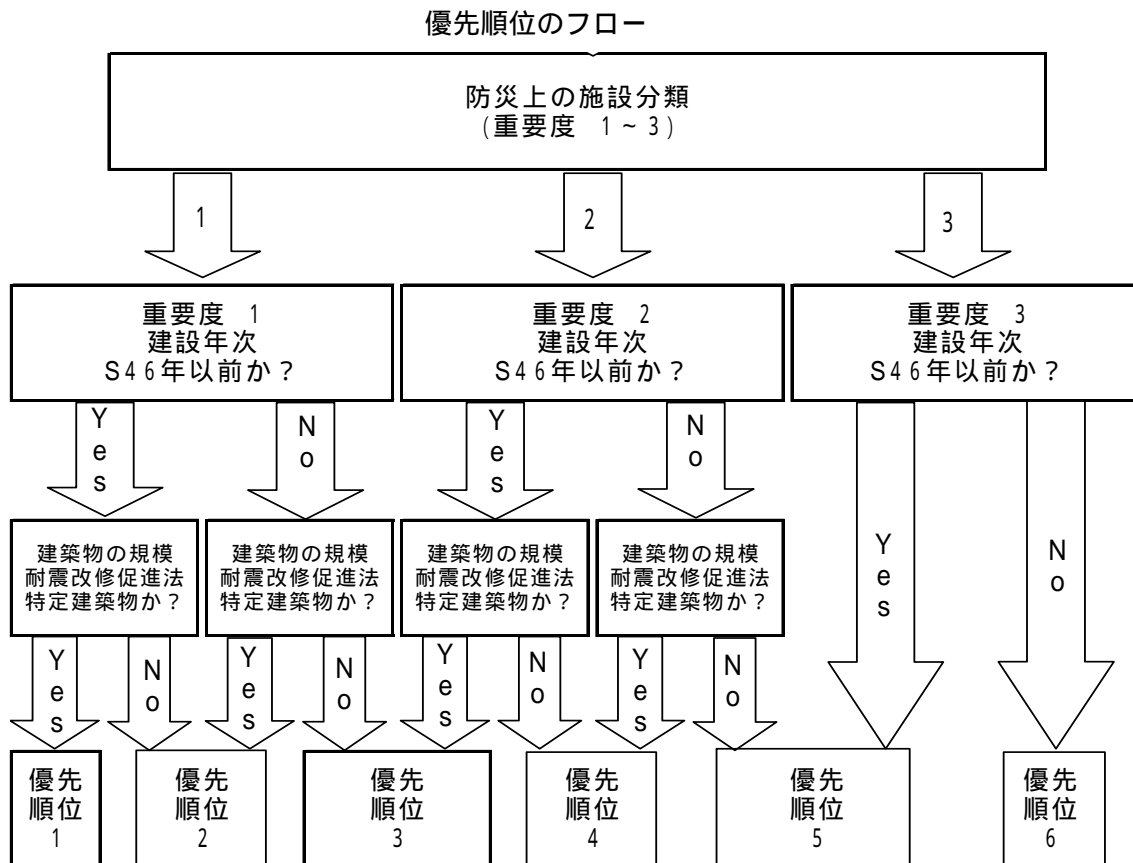 優先順位のフロー
防災上の施設分類
(重要度 1~3)
1
2
3
重要度 1
建設年次
S46年以前か?
重要度 2
建設年次
S46年以前か?
重要度 3
建設年次
S46年以前か?
Yes
No
Yes
No
Yes
No
建築物の規模
耐震改修促進法
特定建築物か?
建築物の規模
耐震改修促進法
特定建築物か?
建築物の規模
耐震改修促進法
特定建築物か?
建築物の規模
耐震改修促進法
特定建築物か?
Yes
No
Yes
No
Yes
No
Yes
No
優先
順位
1
優先
順位
2
優先
順位
3
優先
順位
4
優先
順位
5
優先
順位
6